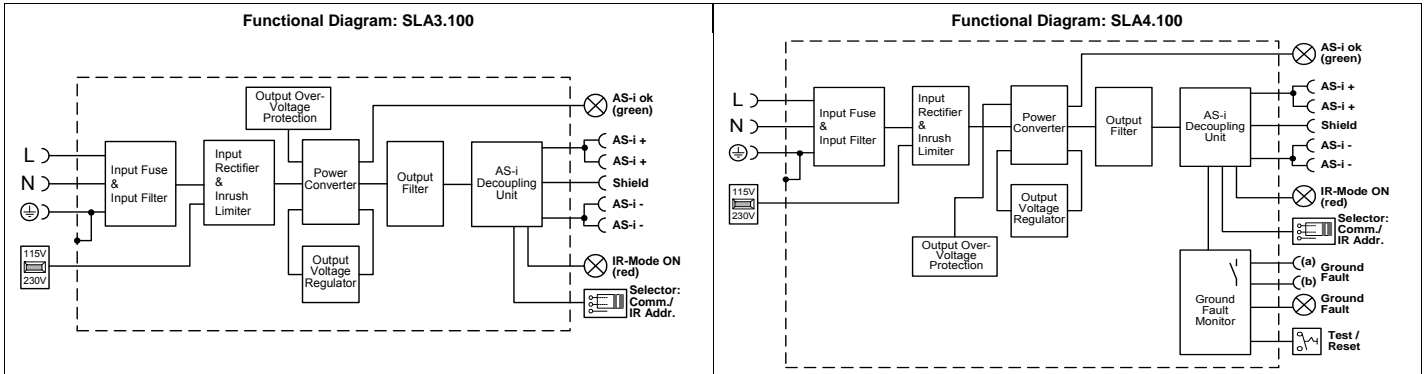 Functional Diagram: SLA3.100
Output Over-
Voltage
Protection
AS-i ok
(green)
L
N
Input Fuse
&
Input Filter
Input
Rectifier
&
Inrush
Limiter
Power
Converter
Output
Filter
AS-i
Decoupling
Unit
AS-i +
AS-i +
Shield
AS-i -
AS-i -
115V
230V
Output
Voltage
Regulator
IR-Mode ON
(red)
Selector:
Comm./
IR Addr.
Functional Diagram: SLA4.100
AS-i ok
(green)
L
N
Input Fuse
&
Input Filter
Input
Rectifier
&
Inrush
Limiter
Power
Converter
Output
Filter
AS-i
Decoupling
Unit
AS-i +
AS-i +
Shield
AS-i -
AS-i -
115V
230V
Output
Voltage
Regulator
Output Over-
Voltage
Protection
IR-Mode ON
(red)
Selector:
Comm./
IR Addr.
Ground
Fault
Monitor
(a)
(b)
Ground
Fault
Ground
Fault
Test /
Reset